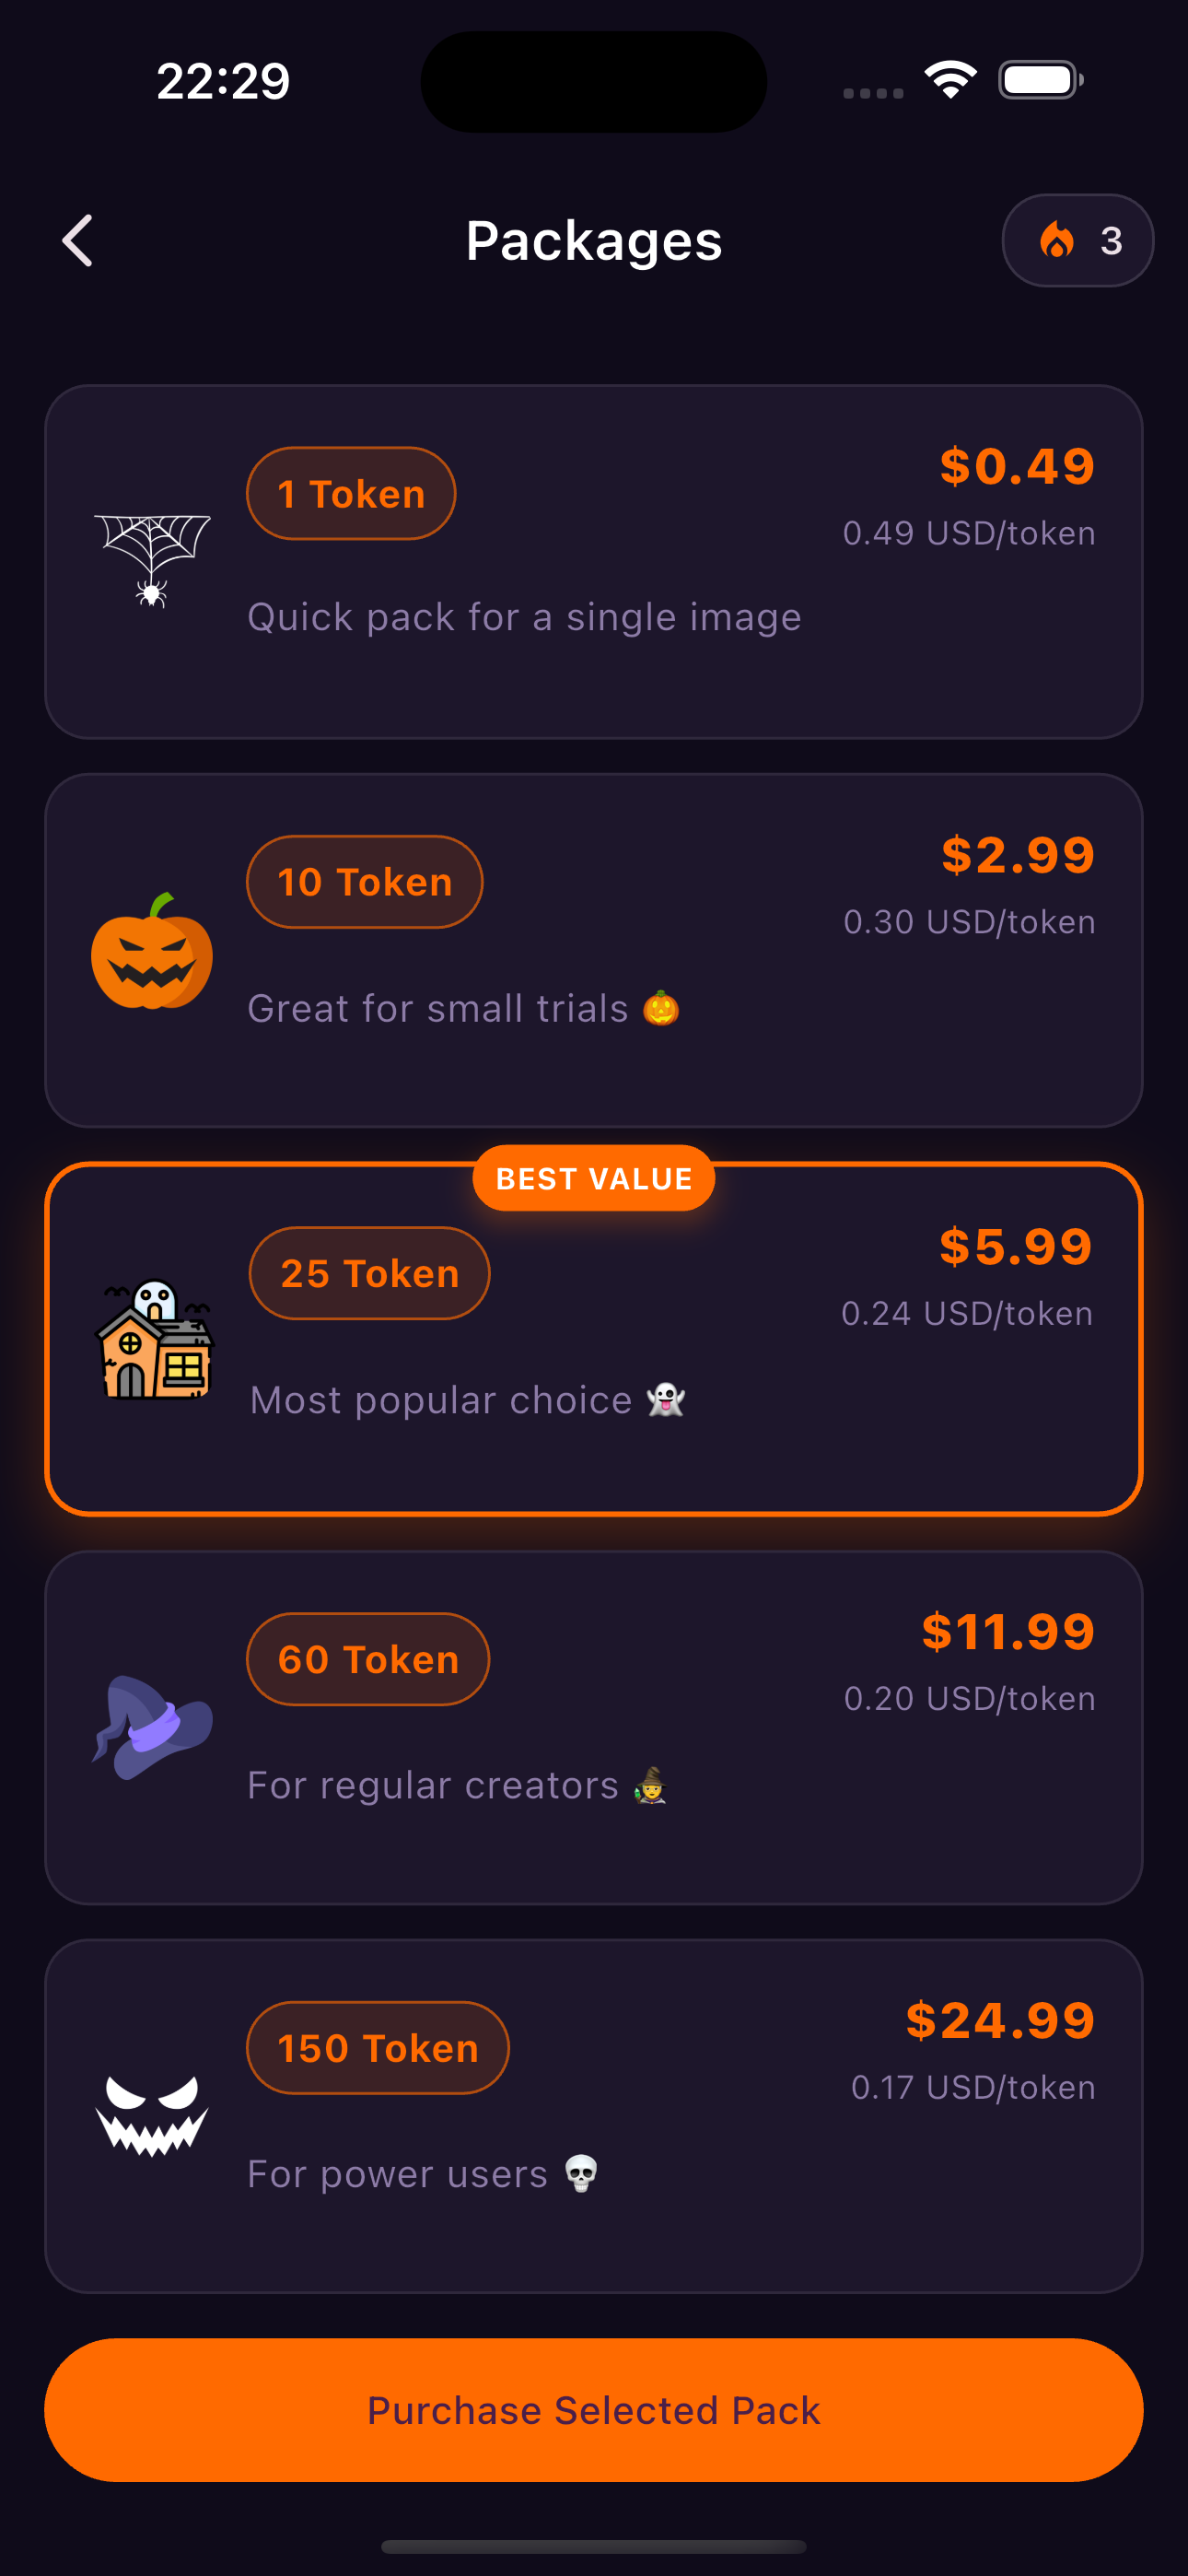 22:29
Packages
3
1 Token
$0.49
0.49 USD/token
Quick pack for a single image
10 Token
$2.99
0.30 USD/token
Great for small trials 🎃
BEST VALUE
25 Token
$5.99
0.24 USD/token
Most popular choice 👻
60 Token
$11.99
0.20 USD/token
For regular creators 🧙‍♀️
150 Token
$24.99
0.17 USD/token
For power users 💀
Purchase Selected Pack